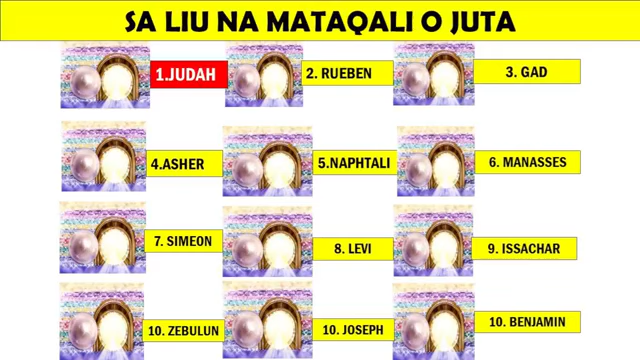 SA LIU NA MATAQALI O JUTA
1.JUDAH
2. RUEBEN
3. GAD
4.ASHER
5.NAPHTALI
6. MANASSES
7. SIMEON
8. LEVI
9. ISSACHAR
10. ZEBULUN
10. JOSEPH
10. BENJAMIN